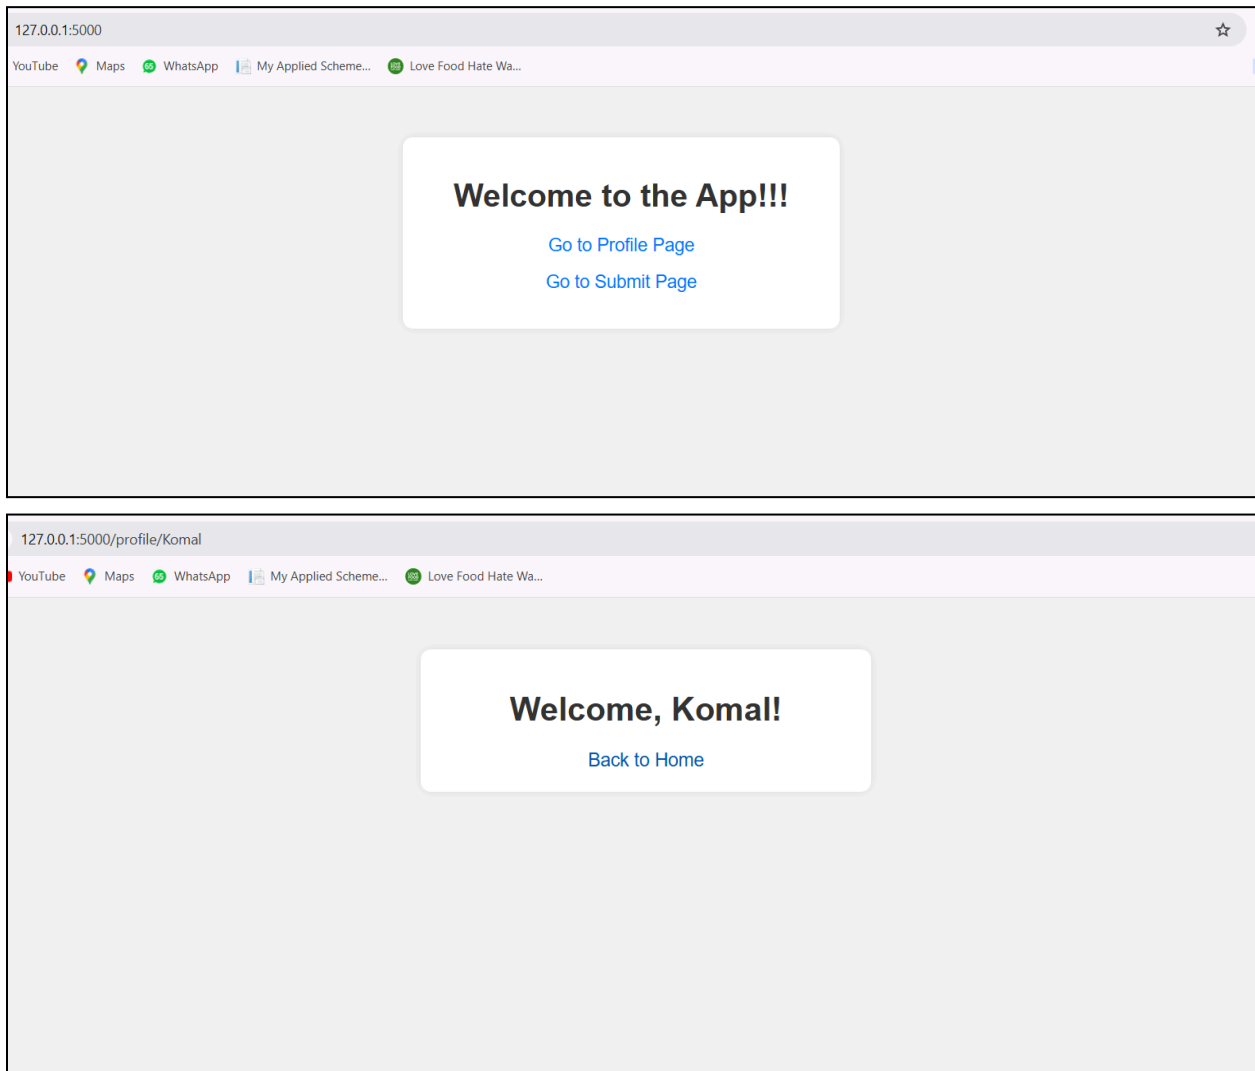 127.0.0.1:5000
YouTube Maps WhatsApp My Applied Scheme... Love Food Hate Wa...
Welcome to the App!!!
Go to Profile Page
Go to Submit Page
127.0.0.1:5000/profile/Komal
YouTube Maps WhatsApp My Applied Scheme... Love Food Hate Wa...
Welcome, Komal!
Back to Home